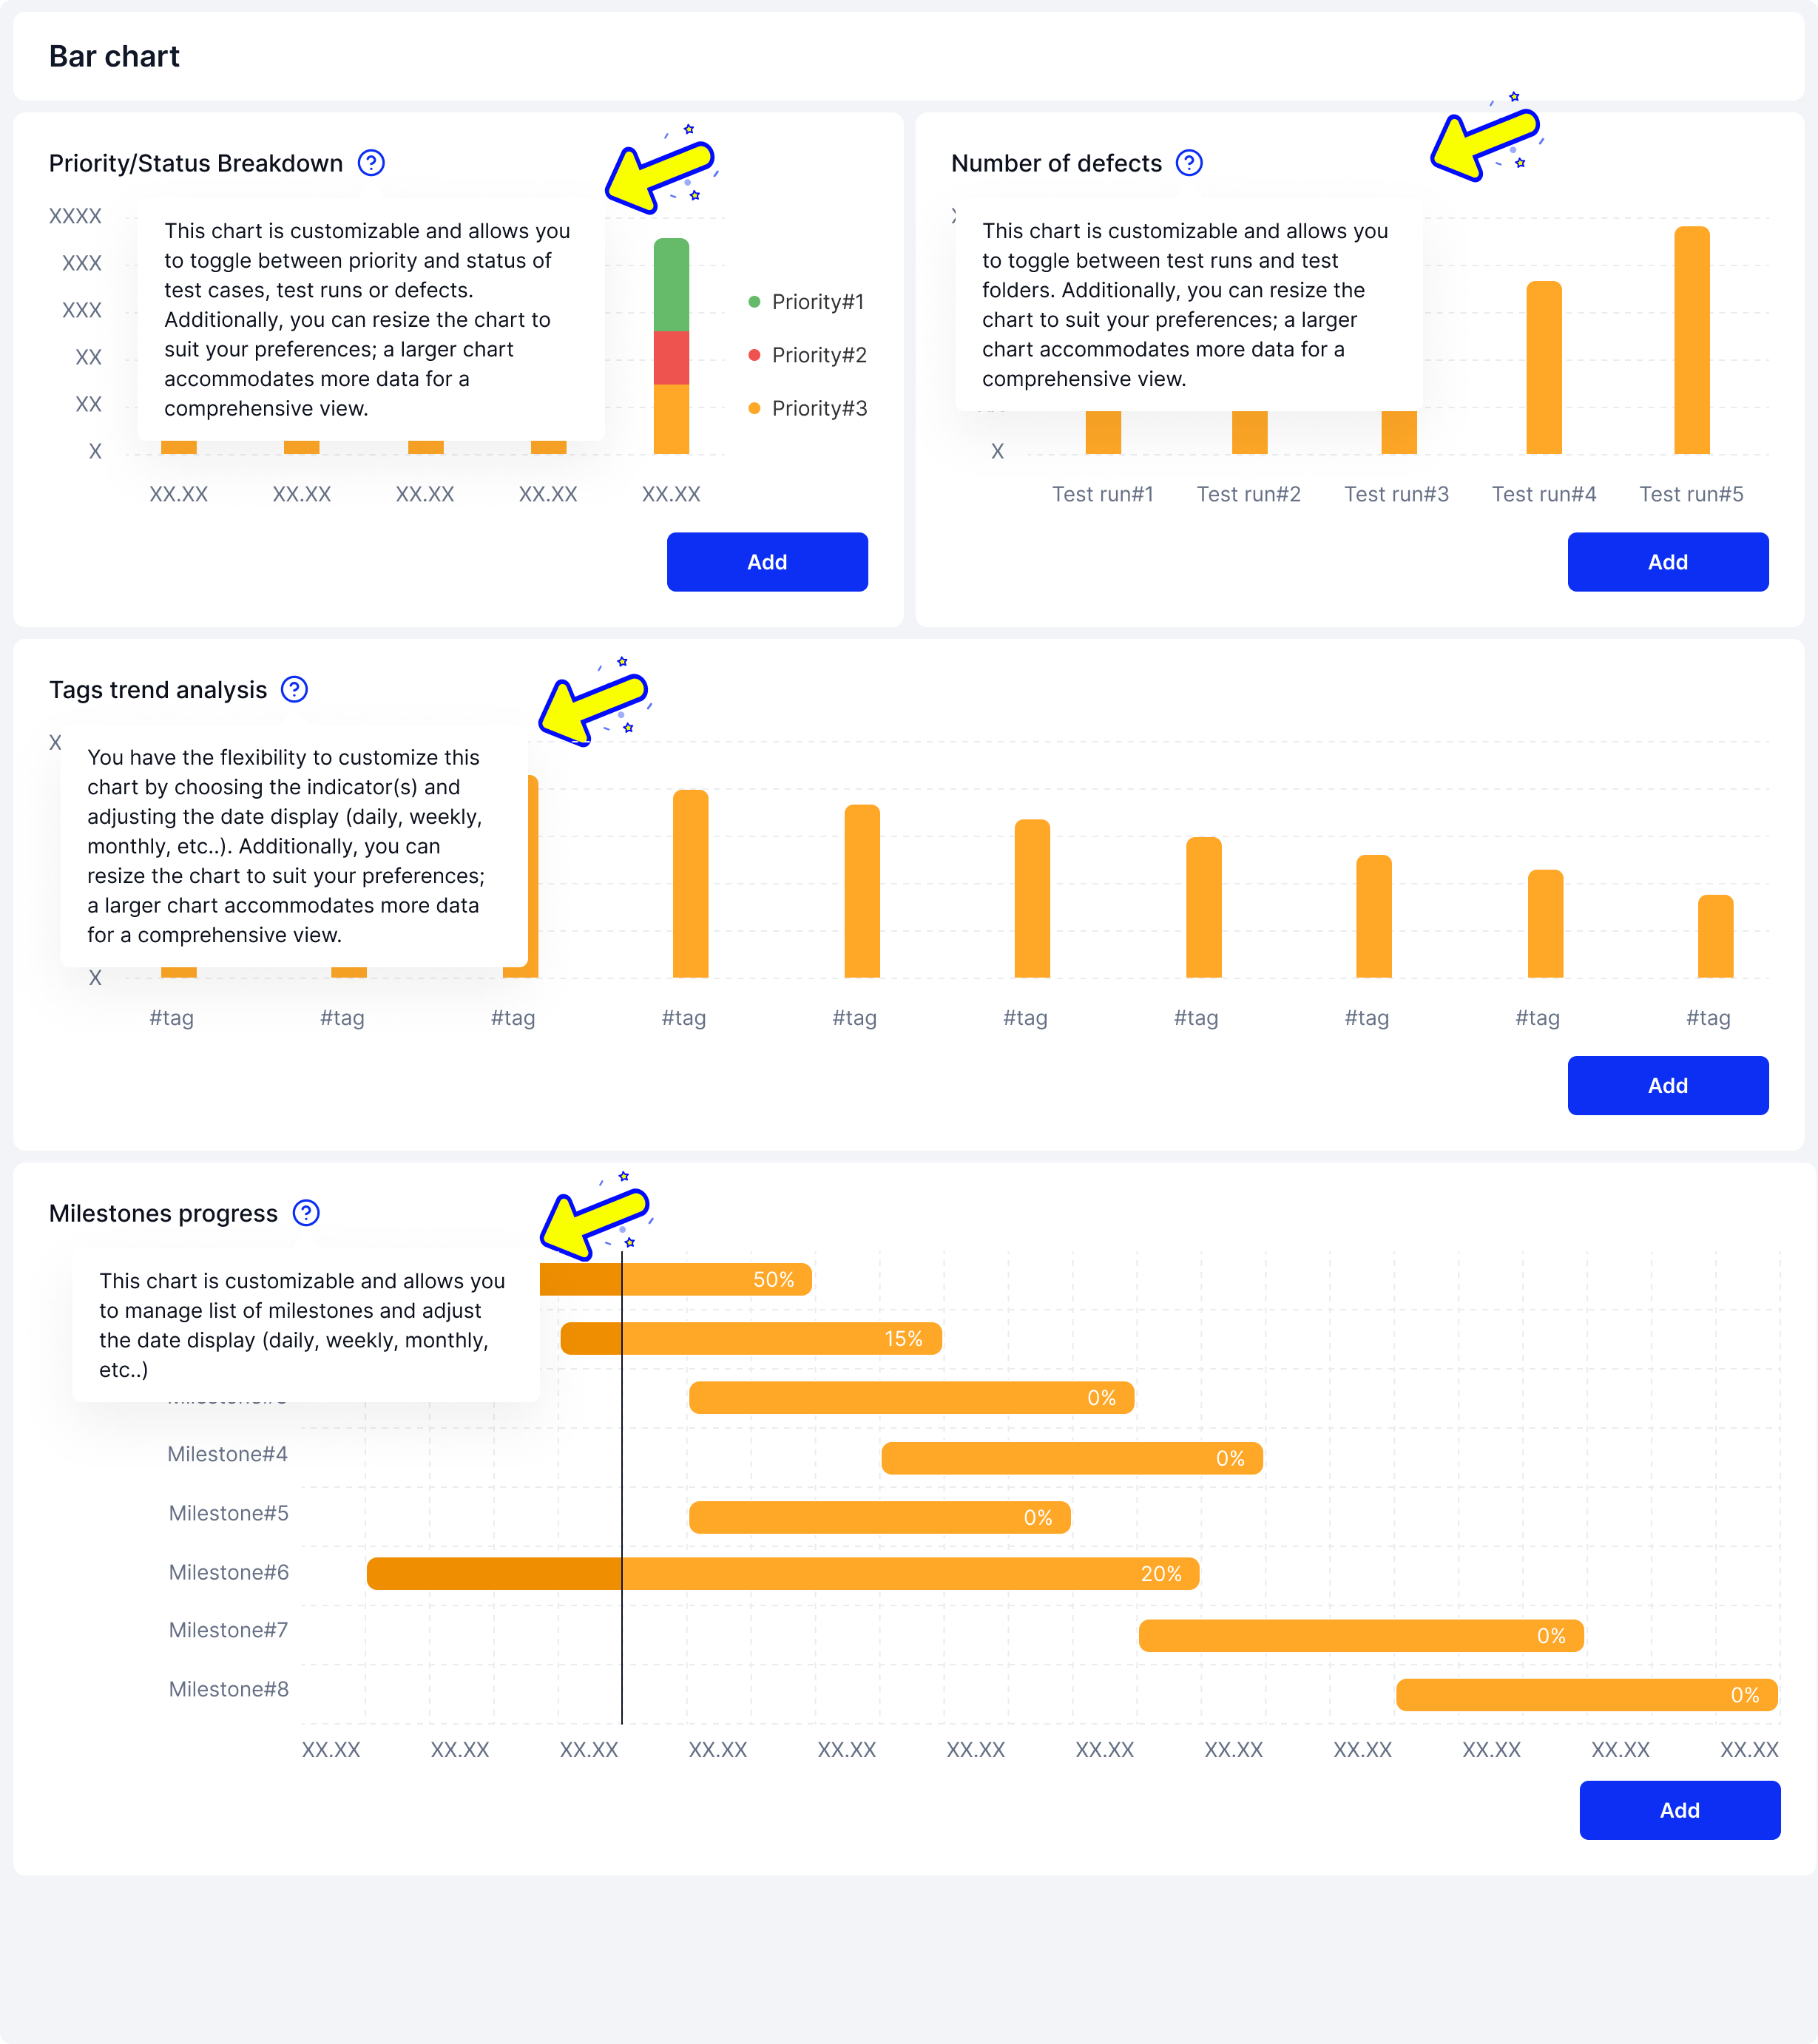 Bar chart
Priority/Status Breakdown
XXXX
XXX
XXX
XX
XX
X
This chart is customizable and allows you
to toggle between priority and status of
test cases, test runs or defects.
Additionally, you can resize the chart to
suit your preferences; a larger chart
accommodates more data for a
comprehensive view.
Priority#1
Priority#2
Priority#3
XX.XX XX.XX XX.XX XX.XX XX.XX
Add
Number of defects
This chart is customizable and allows you
to toggle between test runs and test
folders. Additionally, you can resize the
chart to suit your preferences; a larger
chart accommodates more data for a
comprehensive view.
X
Test run#1 Test run#2 Test run#3 Test run#4 Test run#5
Add
Tags trend analysis
X
You have the flexibility to customize this
chart by choosing the indicator(s) and
adjusting the date display (daily, weekly,
monthly, etc..). Additionally, you can
resize the chart to suit your preferences;
a larger chart accommodates more data
for a comprehensive view.
X
#tag #tag #tag #tag #tag #tag #tag #tag #tag #tag
Add
Milestones progress
This chart is customizable and allows you
to manage list of milestones and adjust
the date display (daily, weekly, monthly,
etc..)
50%
15%
0%
Milestone#4 0%
Milestone#5 0%
Milestone#6 20%
Milestone#7 0%
Milestone#8 0%
XX.XX XX.XX XX.XX XX.XX XX.XX XX.XX XX.XX XX.XX XX.XX XX.XX XX.XX XX.XX
Add